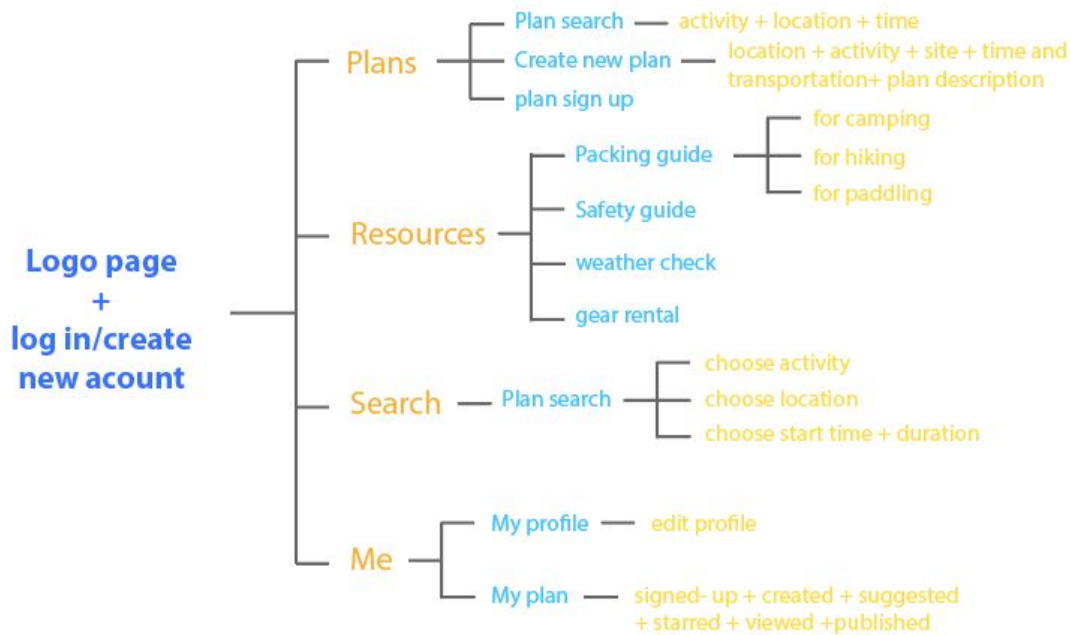 Logo page
+
log in/create
new acount
Plans
Plan search
activity + location + time
Create new plan
location + activity + site + time and
transportation+ plan description
plan sign up
Resources
Packing guide
for camping
for hiking
for paddling
Safety guide
weather check
gear rental
Search
Plan search
choose activity
choose location
choose start time + duration
Me
My profile
edit profile
My plan
signed- up + created + suggested
+ starred + viewed +published